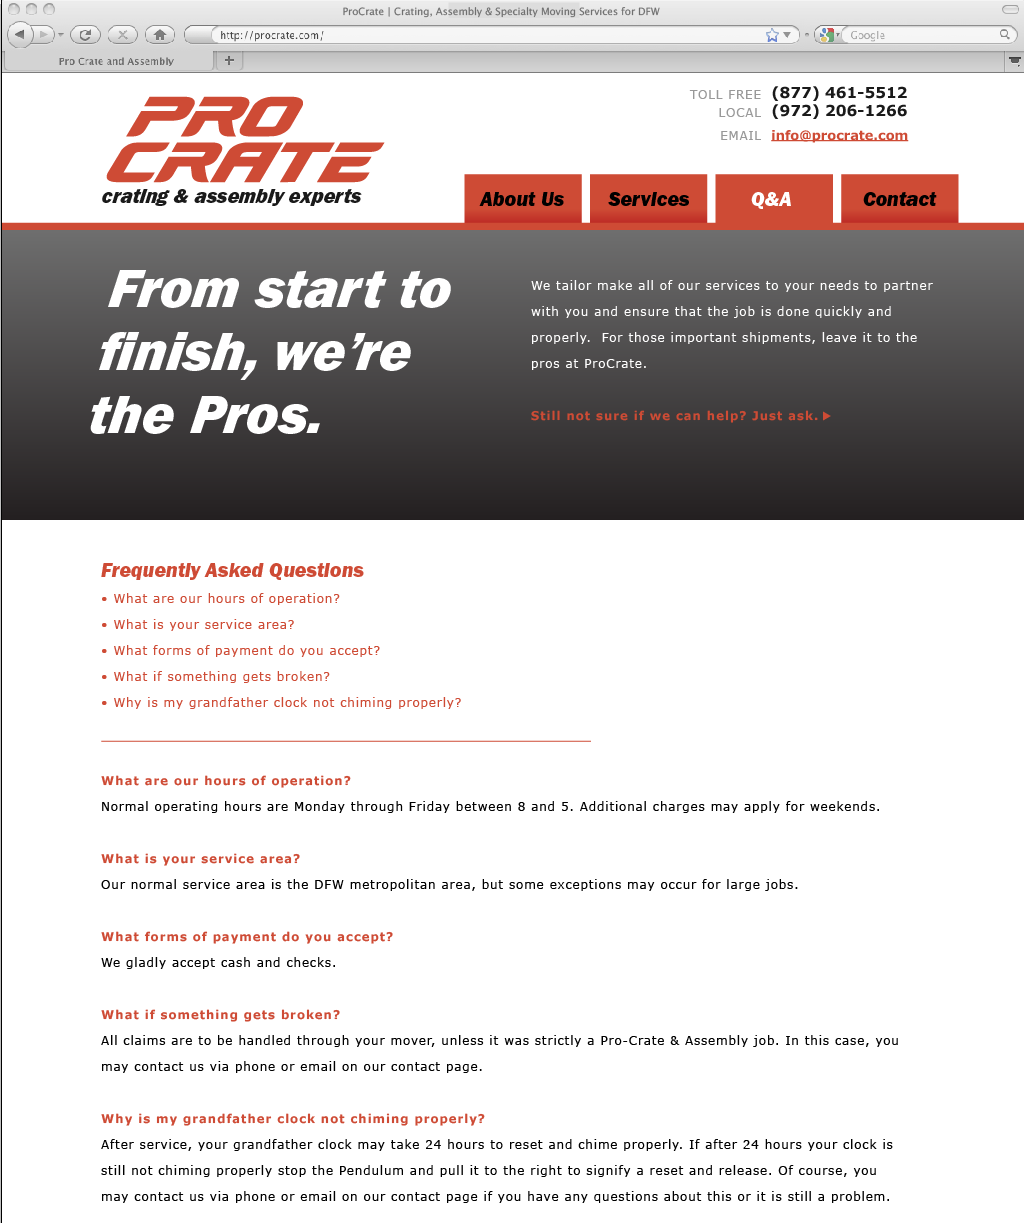 ProCrate | Crating, Assembly & Specialty Moving Services for DFW
http://procrate.com/
Google
Pro Crate and Assembly
PRO
CRATE
crating & assembly experts
TOLL FREE (877) 461-5512
LOCAL (972) 206-1266
EMAIL info@procrate.com
About Us Services Q&A Contact
From start to
finish, we're
the Pros.
We tailor make all of our services to your needs to partner
with you and ensure that the job is done quickly and
properly.  For those important shipments, leave it to the
pros at ProCrate.
Still not sure if we can help? Just ask.
Frequently Asked Questions
• What are our hours of operation?
• What is your service area?
• What forms of payment do you accept?
• What if something gets broken?
• Why is my grandfather clock not chiming properly?
What are our hours of operation?
Normal operating hours are Monday through Friday between 8 and 5. Additional charges may apply for weekends.
What is your service area?
Our normal service area is the DFW metropolitan area, but some exceptions may occur for large jobs.
What forms of payment do you accept?
We gladly accept cash and checks.
What if something gets broken?
All claims are to be handled through your mover, unless it was strictly a Pro-Crate & Assembly job. In this case, you
may contact us via phone or email on our contact page.
Why is my grandfather clock not chiming properly?
After service, your grandfather clock may take 24 hours to reset and chime properly. If after 24 hours your clock is
still not chiming properly stop the Pendulum and pull it to the right to signify a reset and release. Of course, you
may contact us via phone or email on our contact page if you have any questions about this or it is still a problem.